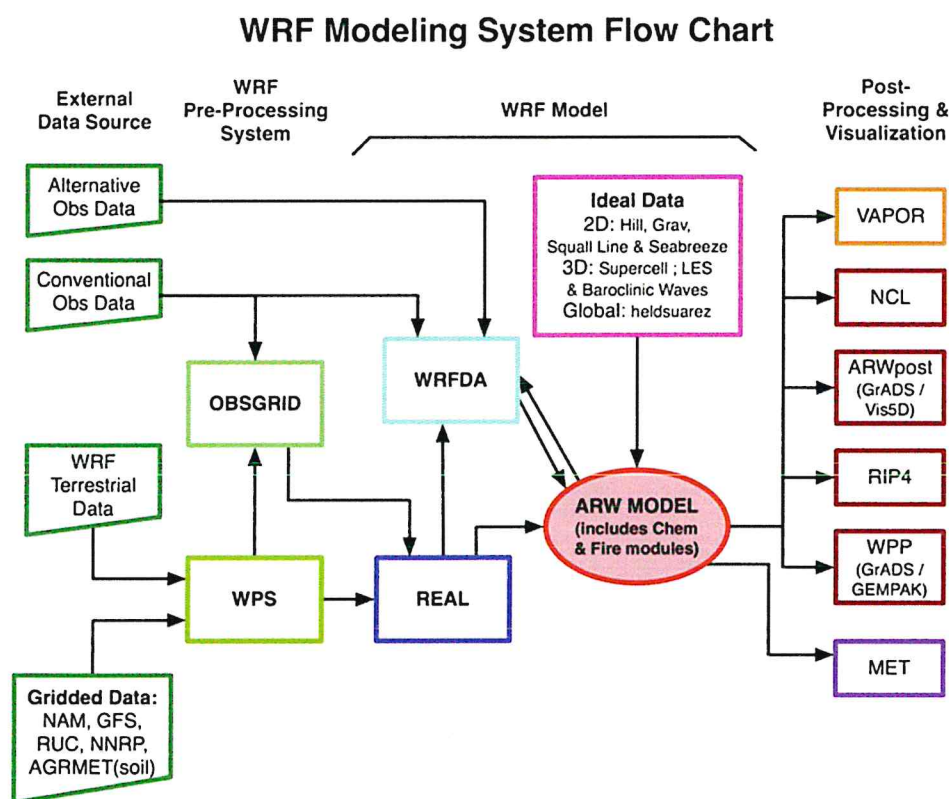 WRF Modeling System Flow Chart
External
Data Source
WRF
Pre-Processing
System
WRF Model
Post-
Processing &
Visualization
Alternative
Obs Data
Conventional
Obs Data
WRF
Terrestrial
Data
Gridded Data:
NAM, GFS,
RUC, NNRP,
AGRMET(soil)
OBSGRID
WPS
WRFDA
REAL
Ideal Data
2D: Hill, Grav,
Squall Line & Seabreeze
3D: Supercell ; LES
& Baroclinic Waves
Global: heldsuarez
ARW MODEL
(includes Chem
& Fire modules)
VAPOR
NCL
ARWpost
(GrADS /
Vis5D)
RIP4
WPP
(GrADS /
GEMPAK)
MET